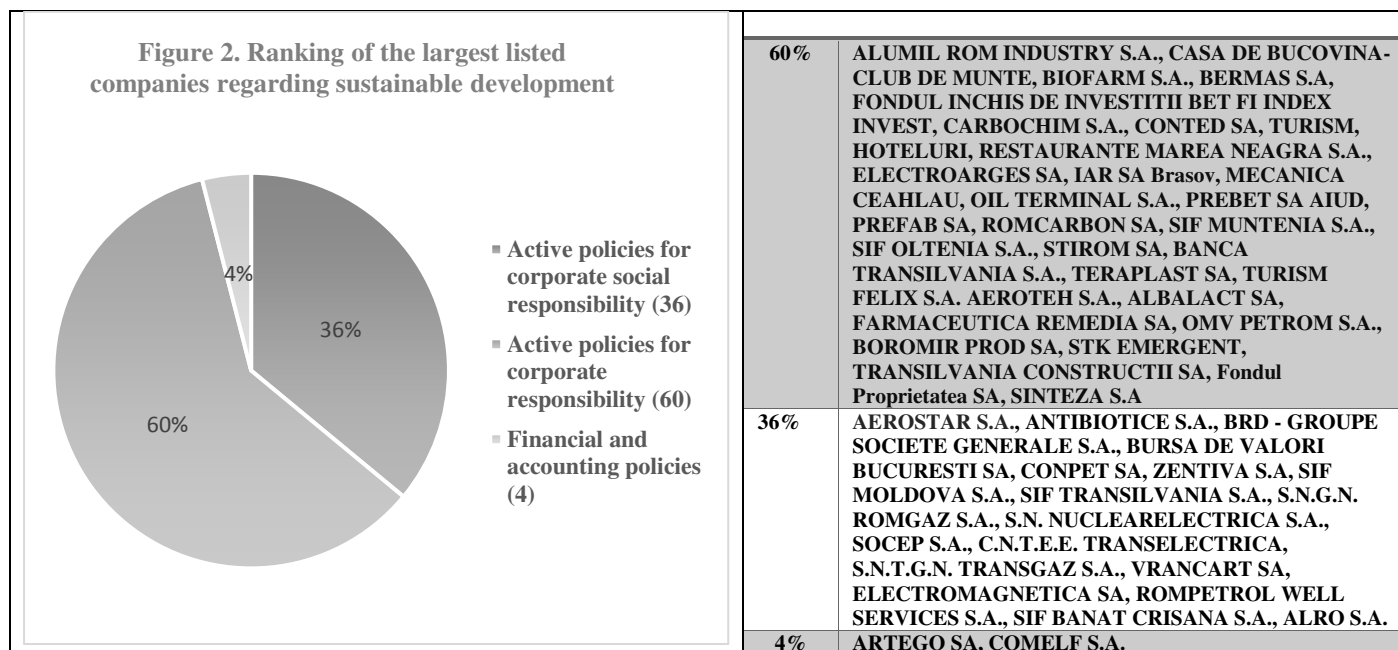 Figure 2. Ranking of the largest listed
companies regarding sustainable development
4%
36%
60%
Active policies for
corporate social
responsibility (36)
Active policies for
corporate
responsibility (60)
Financial and
accounting policies
(4)
60% ALUMIL ROM INDUSTRY S.A., CASA DE BUCOVINA-
CLUB DE MUNTE, BIOFARM S.A., BERMAS S.A,
FONDUL INCHIS DE INVESTITII BET FI INDEX
INVEST, CARBOCHIM S.A., CONTED SA, TURISM,
HOTELURI, RESTAURANTE MAREA NEAGRA S.A.,
ELECTROARGES SA, IAR SA Brasov, MECANICA
CEAHLAU, OIL TERMINAL S.A., PREBET SA AIUD,
PREFAB SA, ROMCARBON SA, SIF MUNTENIA S.A.,
SIF OLTENIA S.A., STIROM SA, BANCA
TRANSILVANIA S.A., TERAPLAST SA, TURISM
FELIX S.A. AEROTEH S.A., ALBALACT SA,
FARMACEUTICA REMEDIA SA, OMV PETROM S.A.,
BOROMIR PROD SA, STK EMERGENT,
TRANSILVANIA CONSTRUCTII SA, Fondul
Proprietatea SA, SINTEZA S.A
36% AEROSTAR S.A., ANTIBIOTICE S.A., BRD - GROUPE
SOCIETE GENERALE S.A., BURSA DE VALORI
BUCURESTI SA, CONPET SA, ZENTIVA S.A, SIF
MOLDOVA S.A., SIF TRANSILVANIA S.A., S.N.G.N.
ROMGAZ S.A., S.N. NUCLEARELECTRICA S.A.,
SOCEP S.A., C.N.T.E.E. TRANSELECTRICA,
S.N.T.G.N. TRANSGAZ S.A., VRANCART SA,
ELECTROMAGNETICA SA, ROMPETROL WELL
SERVICES S.A., SIF BANAT CRISANA S.A., ALRO S.A.
4% ARTEGO SA, COMELF S.A.